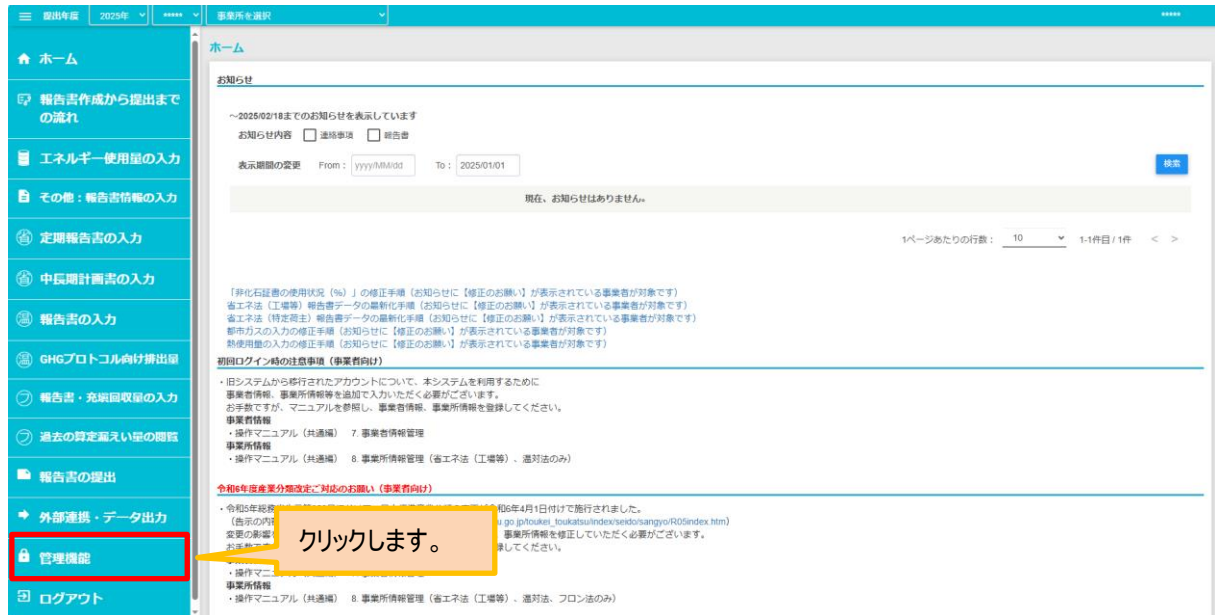 提出年度 2025年 ***** 事業所を選択 *****
ホーム
報告書作成から提出まで
の流れ
エネルギー使用量の入力
その他：報告書情報の入力
定期報告書の入力
中長期計画書の入力
報告書の入力
GHGプロトコル向け排出量
報告書・充填回収量の入力
過去の算定漏えい量の閲覧
報告書の提出
外部連携・データ出力
管理機能
ログアウト
ホーム
お知らせ
～2025/02/18までのお知らせを表示しています
お知らせ内容 連絡事項 報告書
表示期間の変更 From： yyyy/MM/dd To： 2025/01/01 検索
現在、お知らせはありません。
1ページあたりの行数： 10 1-1件目 / 1件 < >
「非化石証書の使用状況（%）」の修正手順（お知らせに【修正のお願い】が表示されている事業者が対象です）
省エネ法（工場等）報告書データの最新化手順（お知らせに【修正のお願い】が表示されている事業者が対象です）
省エネ法（特定荷主）報告書データの最新化手順（お知らせに【修正のお願い】が表示されている事業者が対象です）
都市ガスの入力の修正手順（お知らせに【修正のお願い】が表示されている事業者が対象です）
熱使用量の入力の修正手順（お知らせに【修正のお願い】が表示されている事業者が対象です）
初回ログイン時の注意事項（事業者向け）
・旧システムから移行されたアカウントについて、本システムを利用するために
事業者情報、事業所情報等を追加で入力いただく必要がございます。
お手数ですが、マニュアルを参照し、事業者情報、事業所情報を登録してください。
事業者情報
・操作マニュアル（共通編） 7. 事業者情報管理
事業所情報
・操作マニュアル（共通編） 8. 事業所情報管理（省エネ法（工場等）、温対法のみ）
令和6年度産業分類改定ご対応のお願い（事業者向け）
・令和5年総務 和6年4月1日付けで施行されました。
（告示の内 u.go.jp/toukei_toukatsu/index/seido/sangyo/R05index.htm）
変更の影響 事業所情報を修正していただく必要がございます。
お手数で 録してください。
・操作マニ
事業所情報
・操作マニュアル（共通編） 8. 事業所情報管理（省エネ法（工場等）、温対法、フロン法のみ）
クリックします。